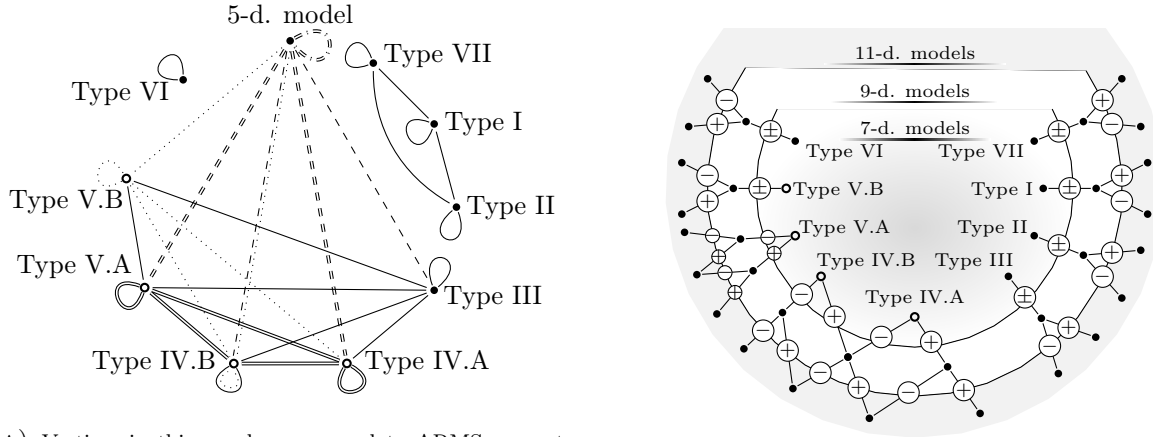 5-d. model
Type VII
Type VI
Type I
Type V.B
Type II
Type V.A
Type III
Type IV.B
Type IV.A
11-d. models
9-d. models
7-d. models
Type VI
Type VII
Type V.B
Type I
Type V.A
Type II
Type IV.B
Type III
Type IV.A